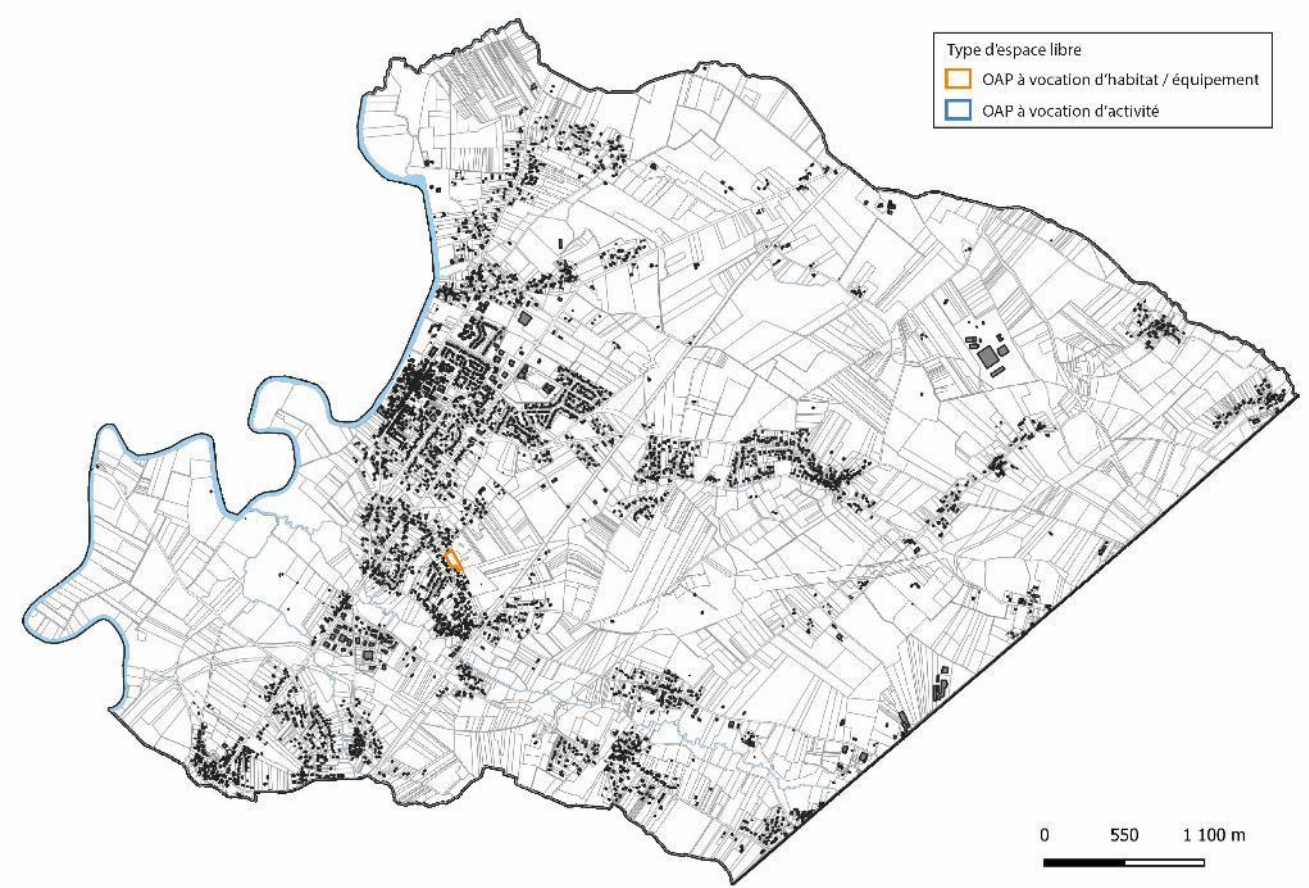 Type d'espace libre
OAP à vocation d'habitat / équipement
OAP à vocation d'activité
0 550 1 100 m